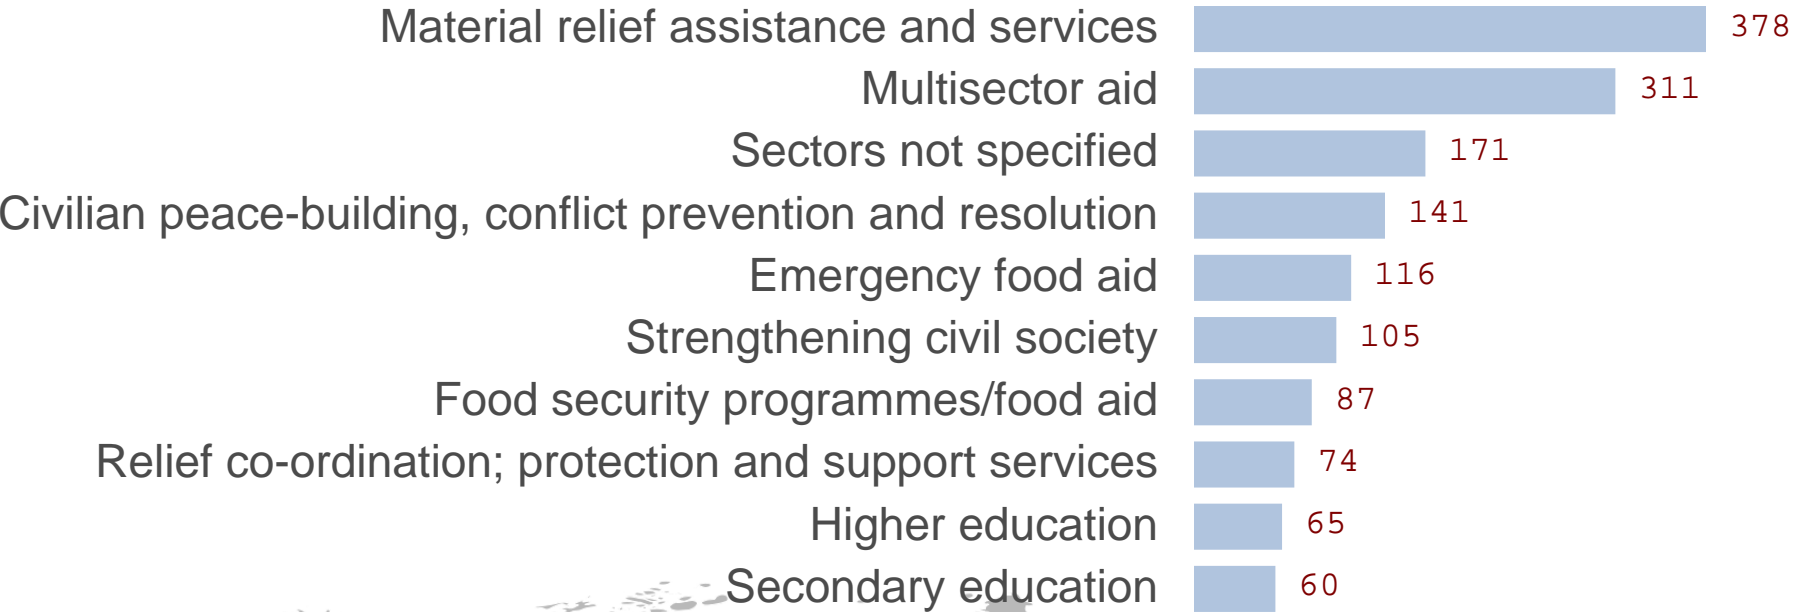 Material relief assistance and services 378
Multisector aid 311
Sectors not specified 171
Civilian peace-building, conflict prevention and resolution 141
Emergency food aid 116
Strengthening civil society 105
Food security programmes/food aid 87
Relief co-ordination; protection and support services 74
Higher education 65
Secondary education 60